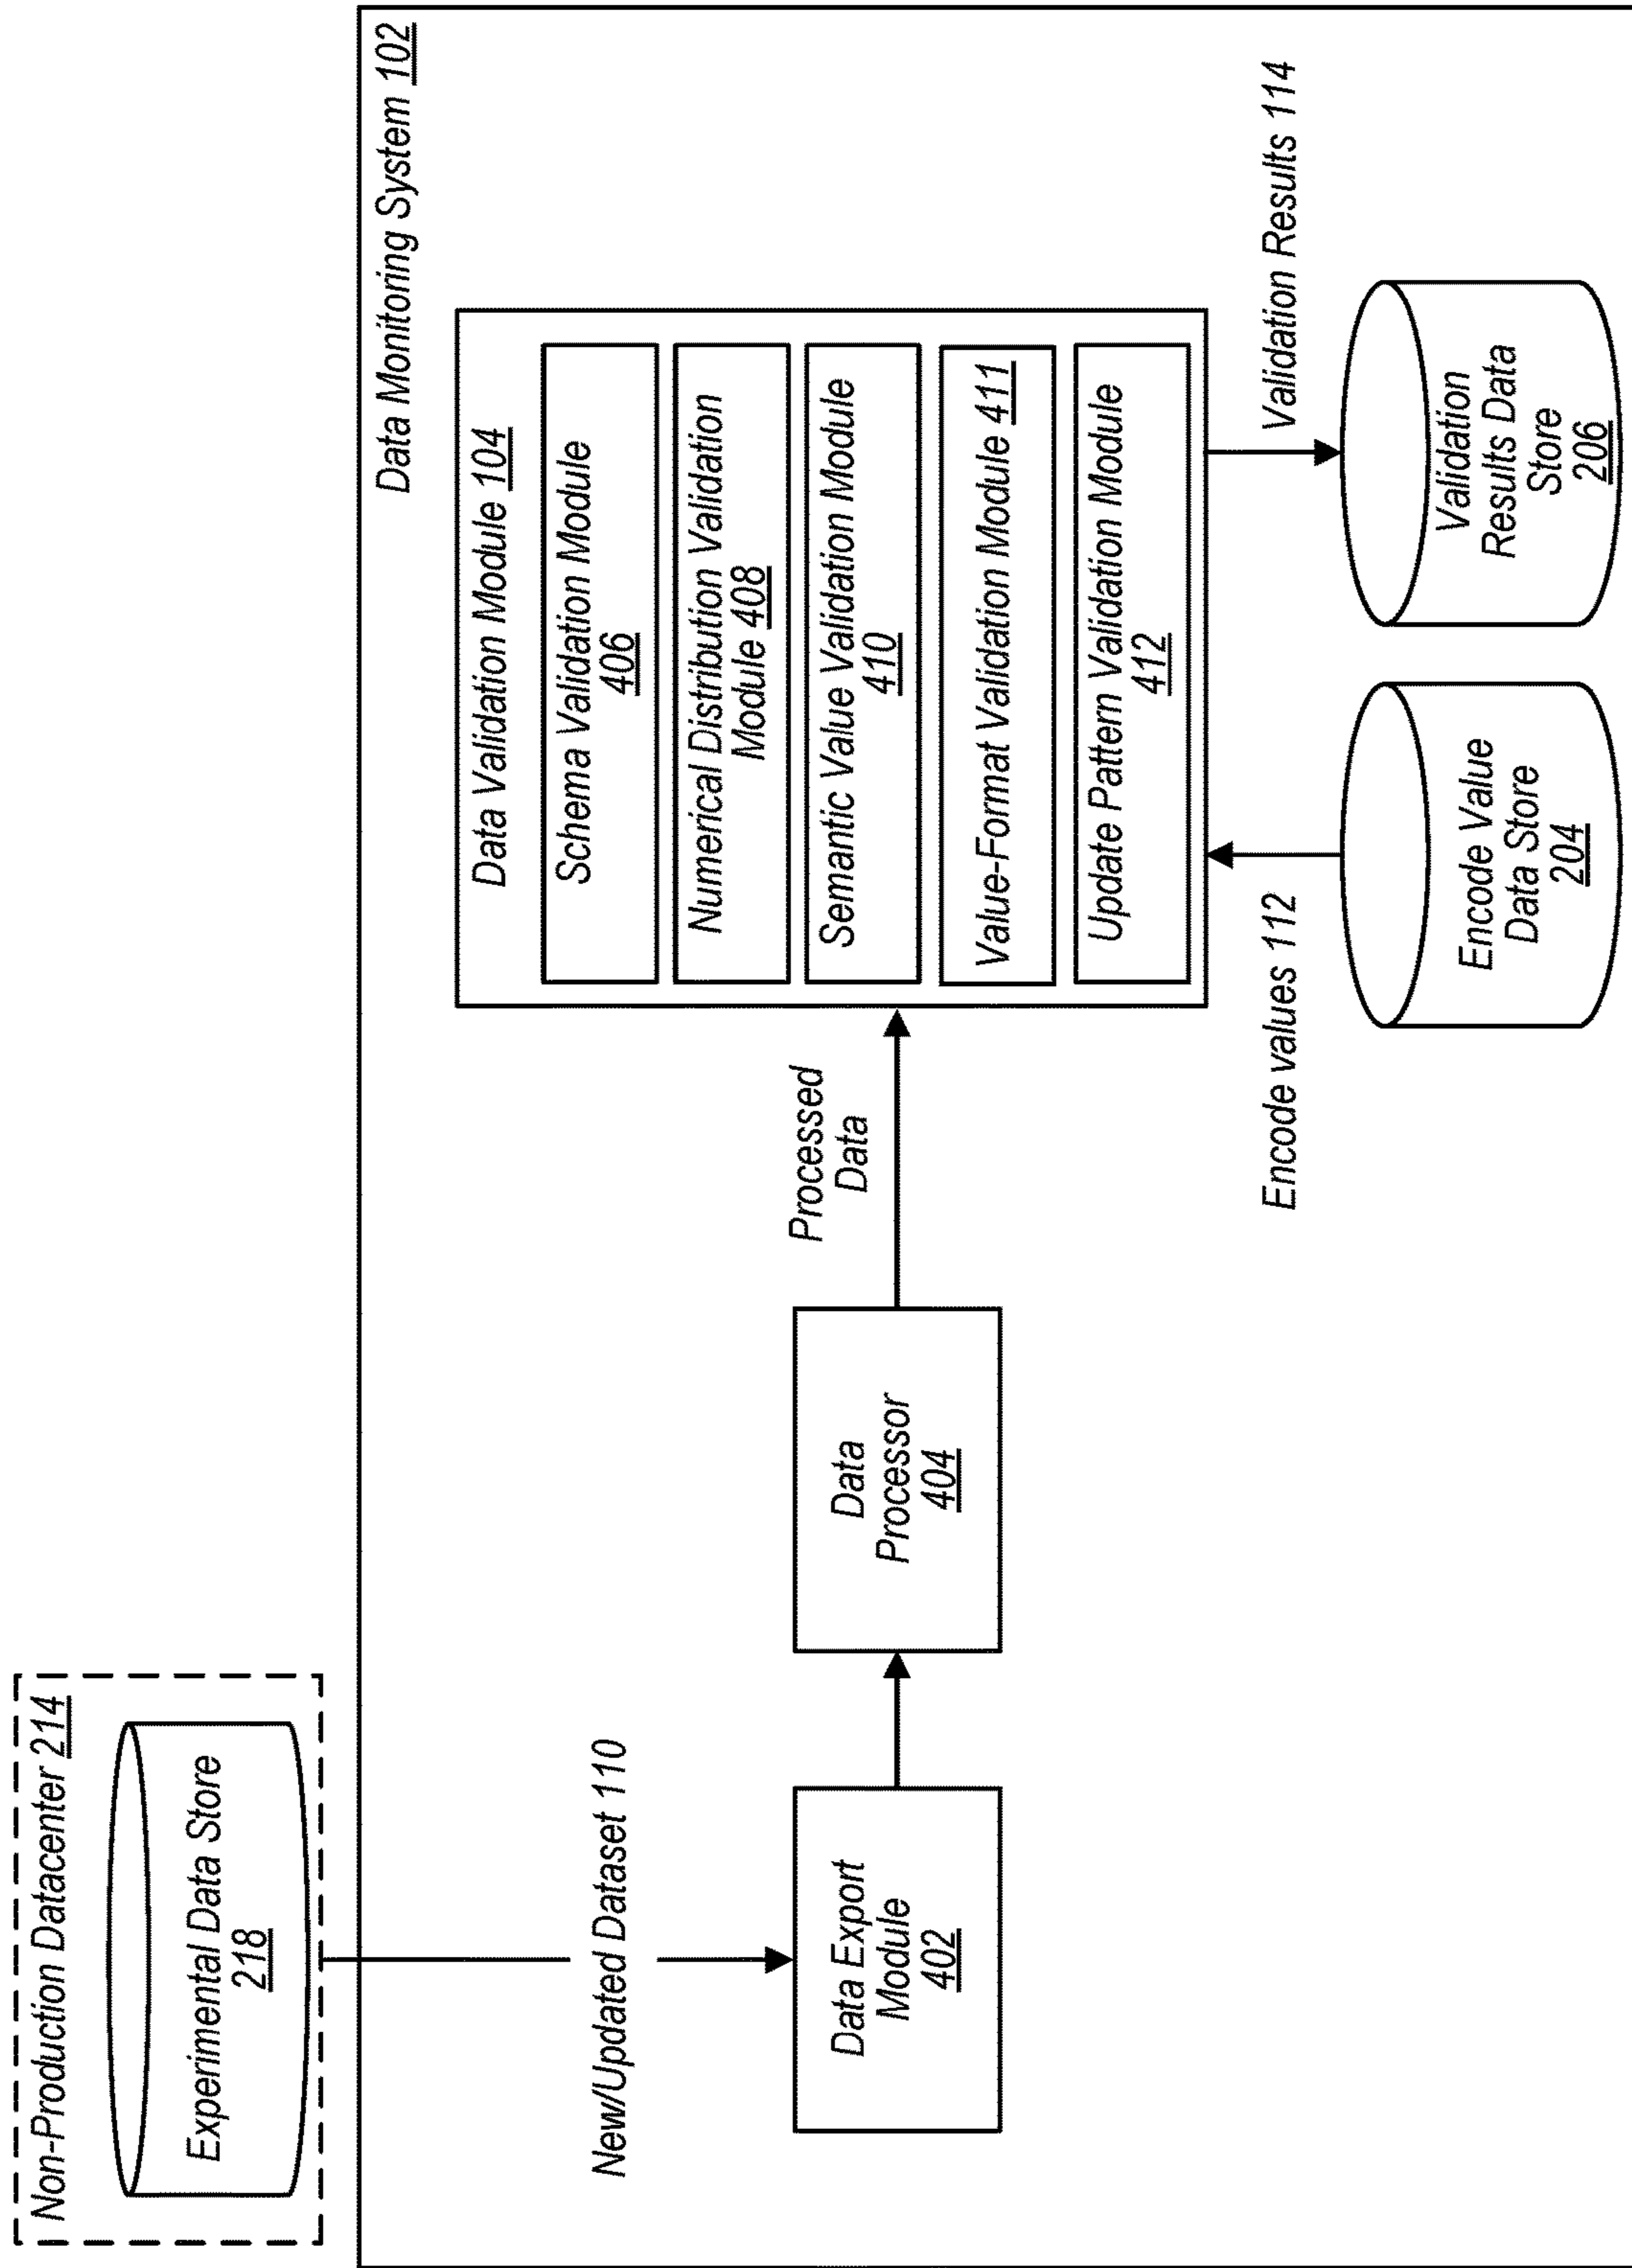 Non-Production Datacenter 214
Experimental Data Store
218
Data Monitoring System 102
New/Updated Dataset 110
Data Export
Module
402
Data
Processor
404
Processed
Data
Data Validation Module 104
Schema Validation Module
406
Numerical Distribution Validation
Module 408
Semantic Value Validation Module
410
Value-Format Validation Module 411
Update Pattern Validation Module
412
Encode values 112
Validation Results 114
Encode Value
Data Store
204
Validation
Results Data
Store
206